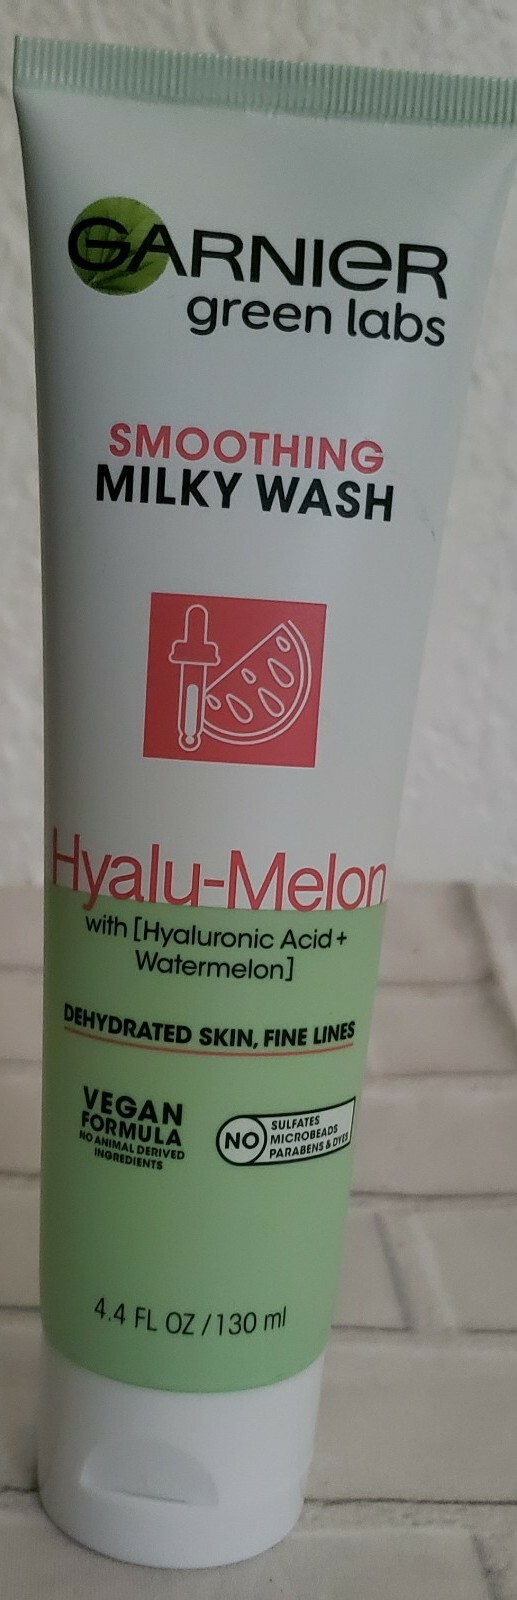 GARNIER
green labs
SMOOTHING
MILKY WASH
Hyalu-Melon
with [Hyaluronic Acid +
Watermelon]
DEHYDRATED SKIN, FINE LINES
VEGAN
FORMULA
NO ANIMAL DERIVED
INGREDIENTS
NO
SULFATES
MICROBEADS
PARABENS & DYES
4.4 FL OZ / 130 ml